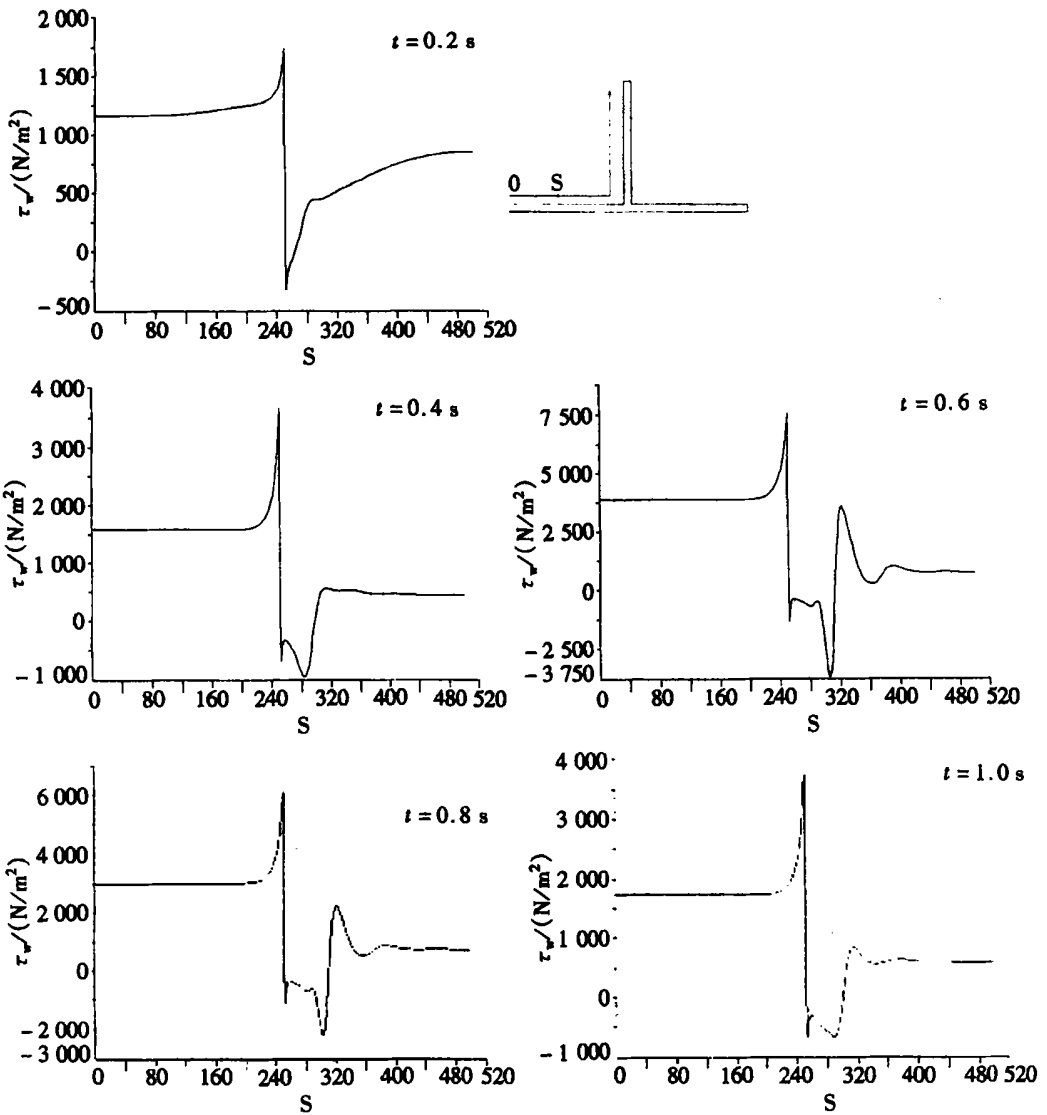 2 000
1 500
1 000
500
0
−500
τw/(N/m²)
t=0.2 s
0 80 160 240 320 400 480 520
S
0 S
4 000
3 000
2 000
1 000
0
−1 000
τw/(N/m²)
t=0.4 s
0 80 160 240 320 400 480 520
S
7 500
5 000
2 500
0
−2 500
−3 750
τw/(N/m²)
t=0.6 s
0 80 160 240 320 400 480 520
S
6 000
4 000
2 000
0
−2 000
−3 000
τw/(N/m²)
t=0.8 s
0 80 160 240 320 400 480 520
S
4 000
3 000
2 000
1 000
0
−1 000
τw/(N/m²)
t=1.0 s
0 80 160 240 320 400 480 520
S